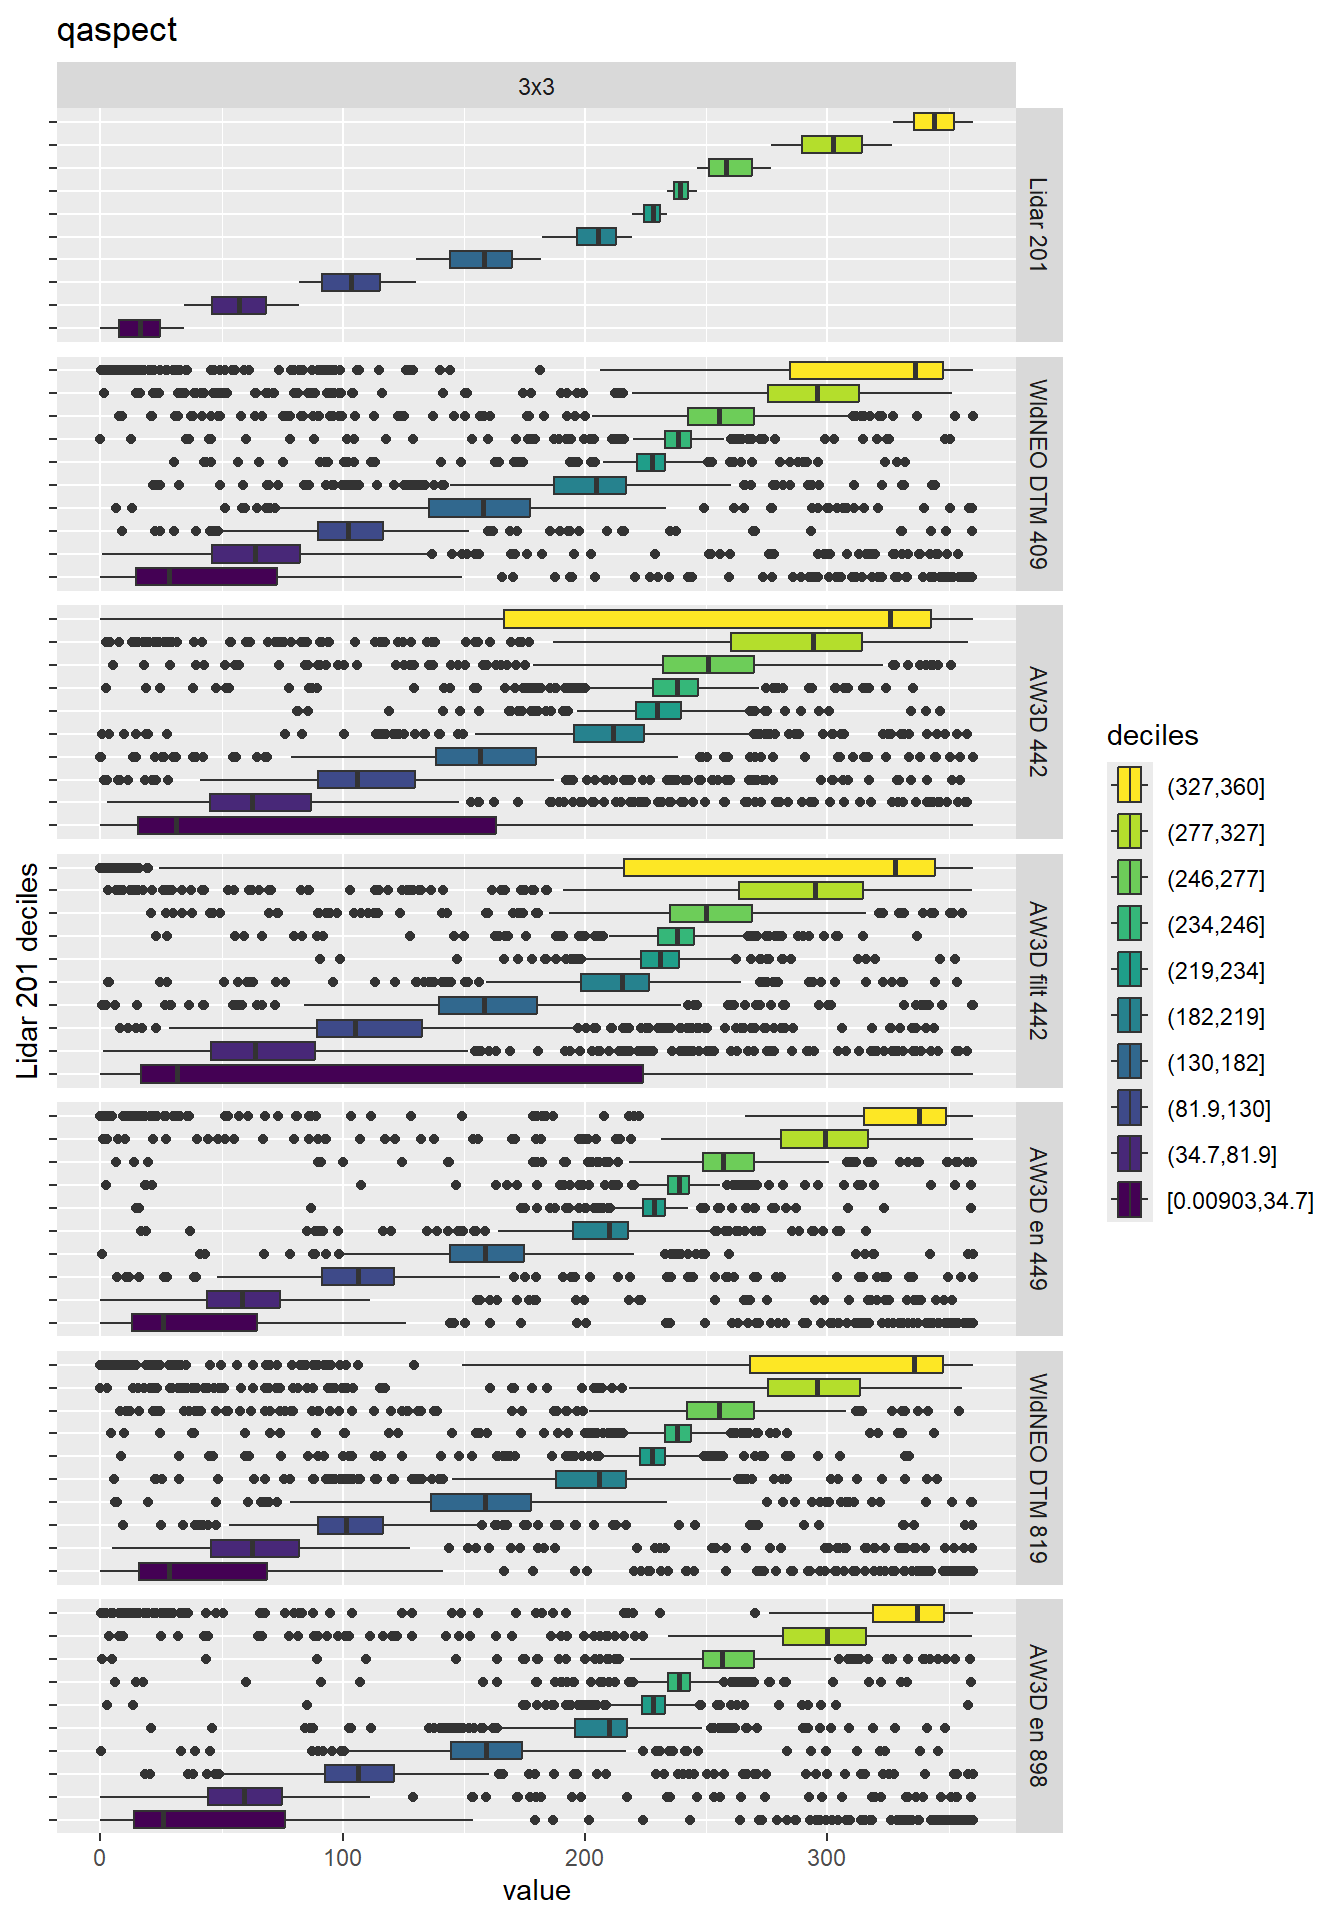 qaspect
3x3
Lidar 201
WldNEO DTM 409
AW3D 442
AW3D filt 442
AW3D en 449
WldNEO DTM 819
AW3D en 898
Lidar 201 deciles
0
100
200
300
value
deciles
(327,360]
(277,327]
(246,277]
(234,246]
(219,234]
(182,219]
(130,182]
(81.9,130]
(34.7,81.9]
[0.00903,34.7]